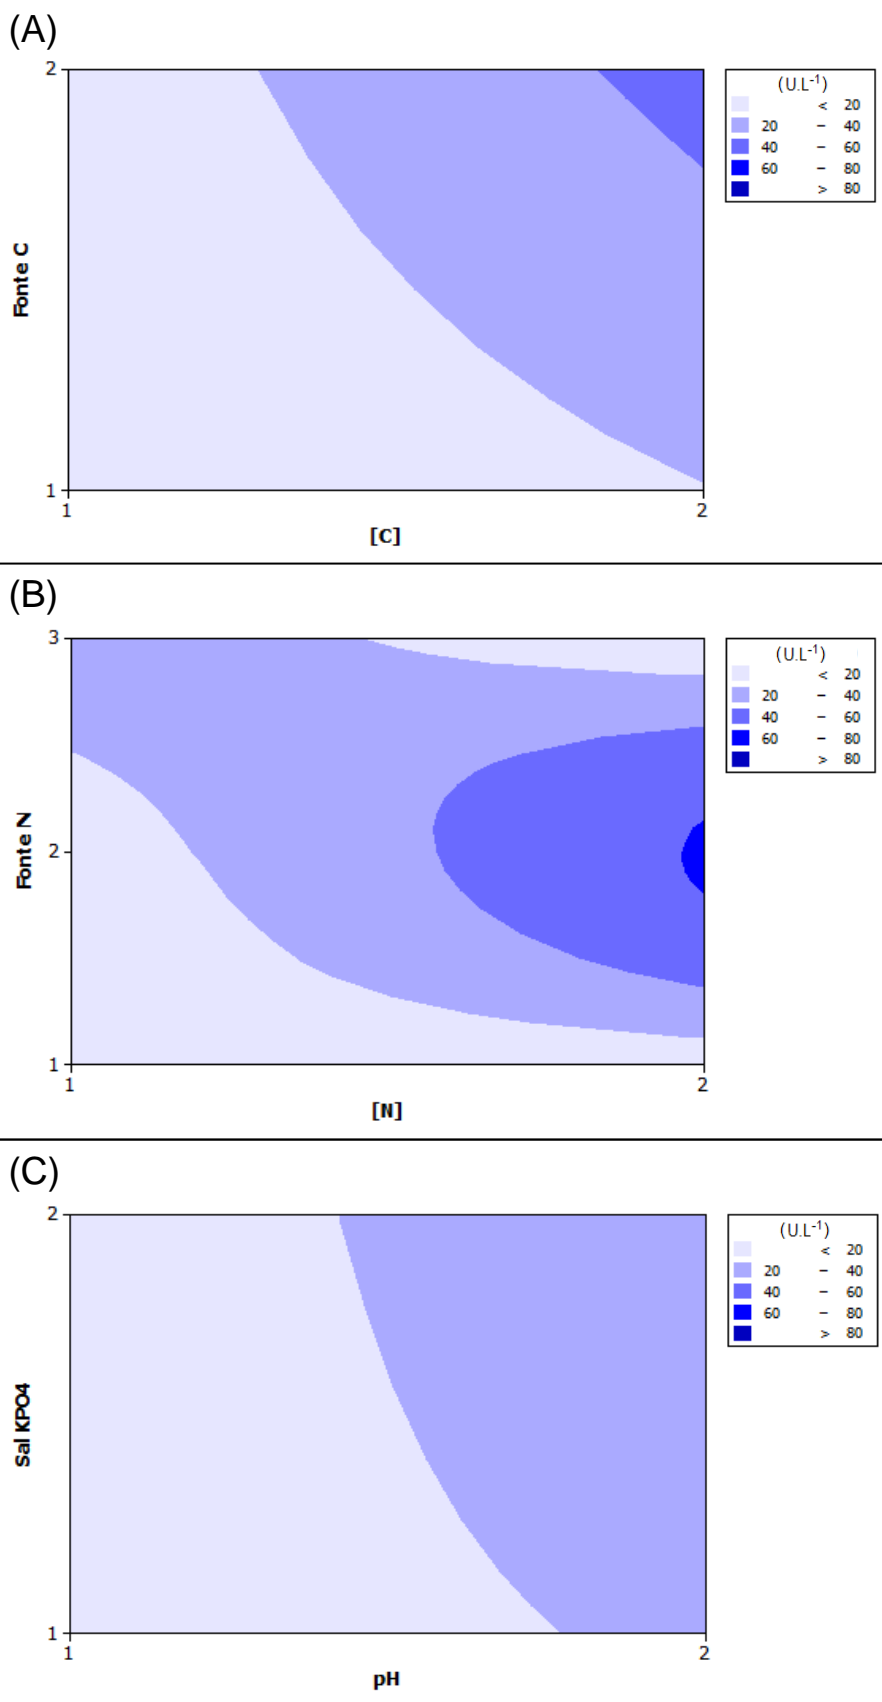 (A)
2
Fonte C
1
1
2
[C]
(U.L-1)
< 20
20 – 40
40 – 60
60 – 80
> 80
(B)
3
Fonte N
2
1
1
2
[N]
(U.L-1)
< 20
20 – 40
40 – 60
60 – 80
> 80
(C)
2
Sal KPO4
1
1
2
pH
(U.L-1)
< 20
20 – 40
40 – 60
60 – 80
> 80